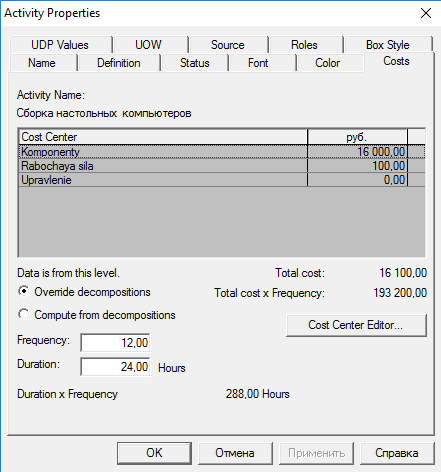 Activity Properties
UDP Values UOW Source Roles Box Style
Name Definition Status Font Color Costs
Activity Name:
Сборка настольных компьютеров
Cost Center руб.
Komponenty 16 000,00
Rabochaya sila 100,00
Upravlenie 0,00
Data is from this level. Total cost: 16 100,00
Override decompositions Total cost x Frequency: 193 200,00
Compute from decompositions
Cost Center Editor...
Frequency: 12,00
Duration: 24,00 Hours
Duration x Frequency 288,00 Hours
OK Отмена Применить Справка